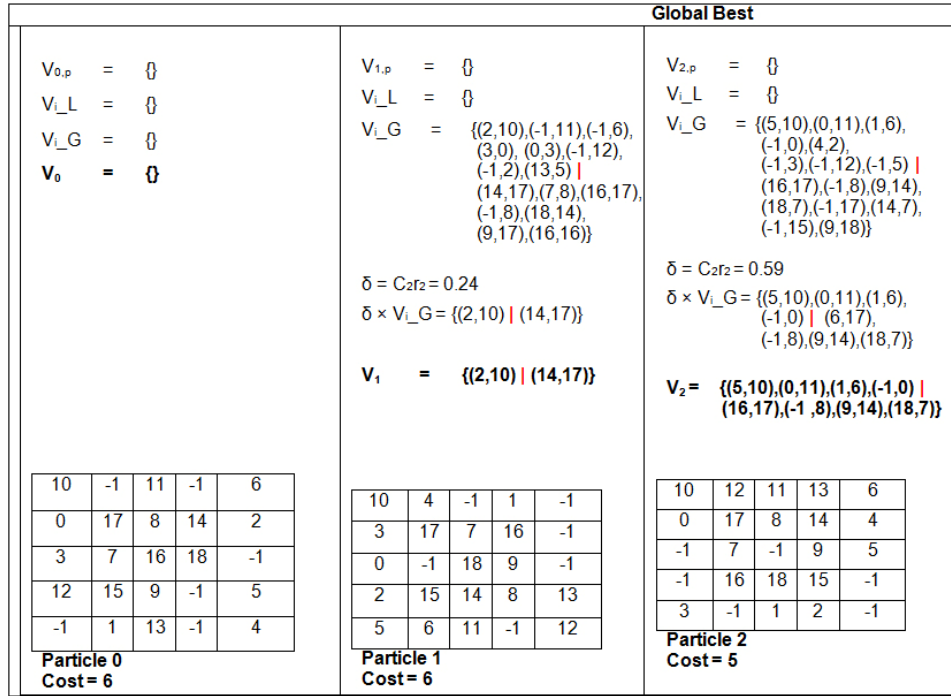 Global Best
V₀,ₚ = {}
Vᵢ_L = {}
Vᵢ_G = {}
V₀ = {}
10 -1 11 -1 6
0 17 8 14 2
3 7 16 18 -1
12 15 9 -1 5
-1 1 13 -1 4
Particle 0
Cost = 6
V₁,ₚ = {}
Vᵢ_L = {}
Vᵢ_G = {(2,10),(-1,11),(-1,6),
(3,0), (0,3),(-1,12),
(-1,2),(13,5) |
(14,17),(7,8),(16,17),
(-1,8),(18,14),
(9,17),(16,16)}
δ = C₂r₂ = 0.24
δ × Vᵢ_G = {(2,10) | (14,17)}
V₁ = {(2,10) | (14,17)}
10 4 -1 1 -1
3 17 7 16 -1
0 -1 18 9 -1
2 15 14 8 13
5 6 11 -1 12
Particle 1
Cost = 6
V₂,ₚ = {}
Vᵢ_L = {}
Vᵢ_G = {(5,10),(0,11),(1,6),
(-1,0),(4,2),
(-1,3),(-1,12),(-1,5) |
(16,17),(-1,8),(9,14),
(18,7),(-1,17),(14,7),
(-1,15),(9,18)}
δ = C₂r₂ = 0.59
δ × Vᵢ_G = {(5,10),(0,11),(1,6),
(-1,0) | (6,17),
(-1,8),(9,14),(18,7)}
V₂ = {(5,10),(0,11),(1,6),(-1,0) |
(16,17),(-1 ,8),(9,14),(18,7)}
10 12 11 13 6
0 17 8 14 4
-1 7 -1 9 5
-1 16 18 15 -1
3 -1 1 2 -1
Particle 2
Cost = 5